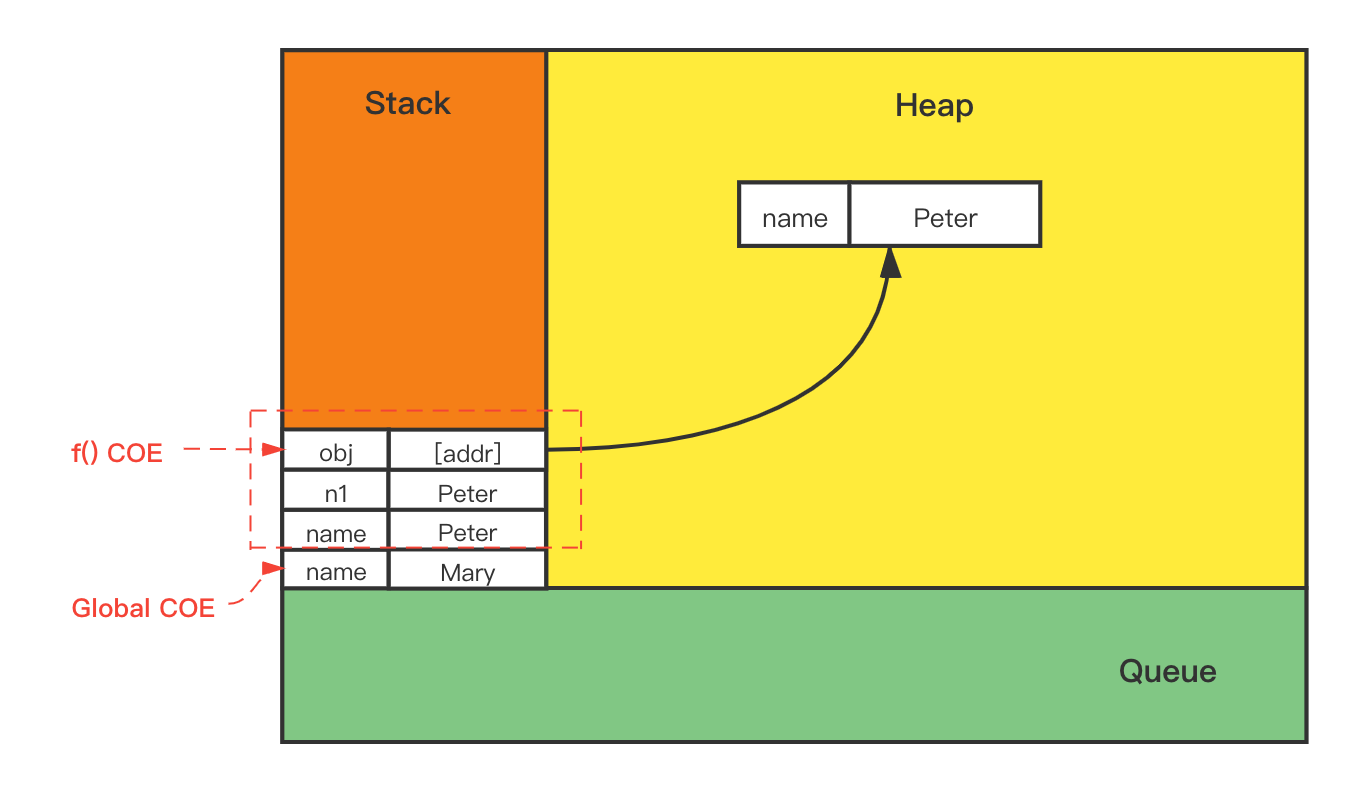 Stack
Heap
name Peter
f() COE
obj [addr]
n1 Peter
name Peter
name Mary
Global COE
Queue